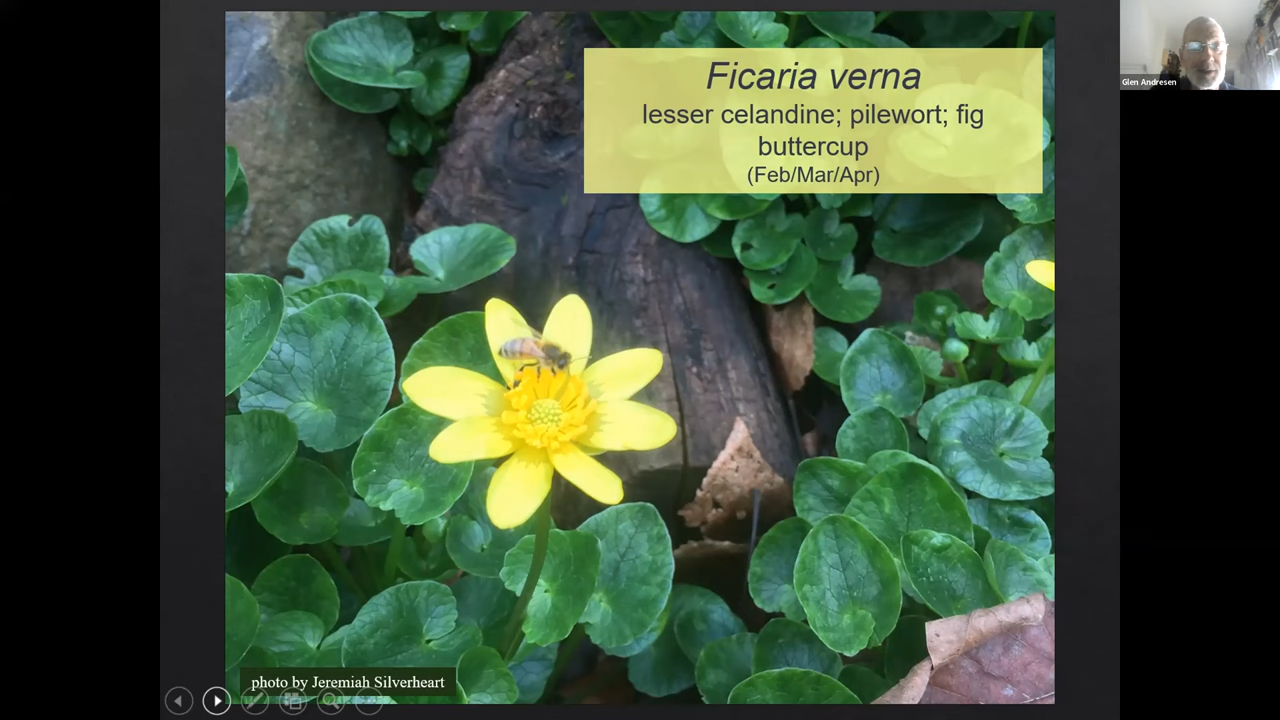 Ficaria verna
lesser celandine; pilewort; fig
buttercup
(Feb/Mar/Apr)
Glen Andresen
photo by Jeremiah Silverheart